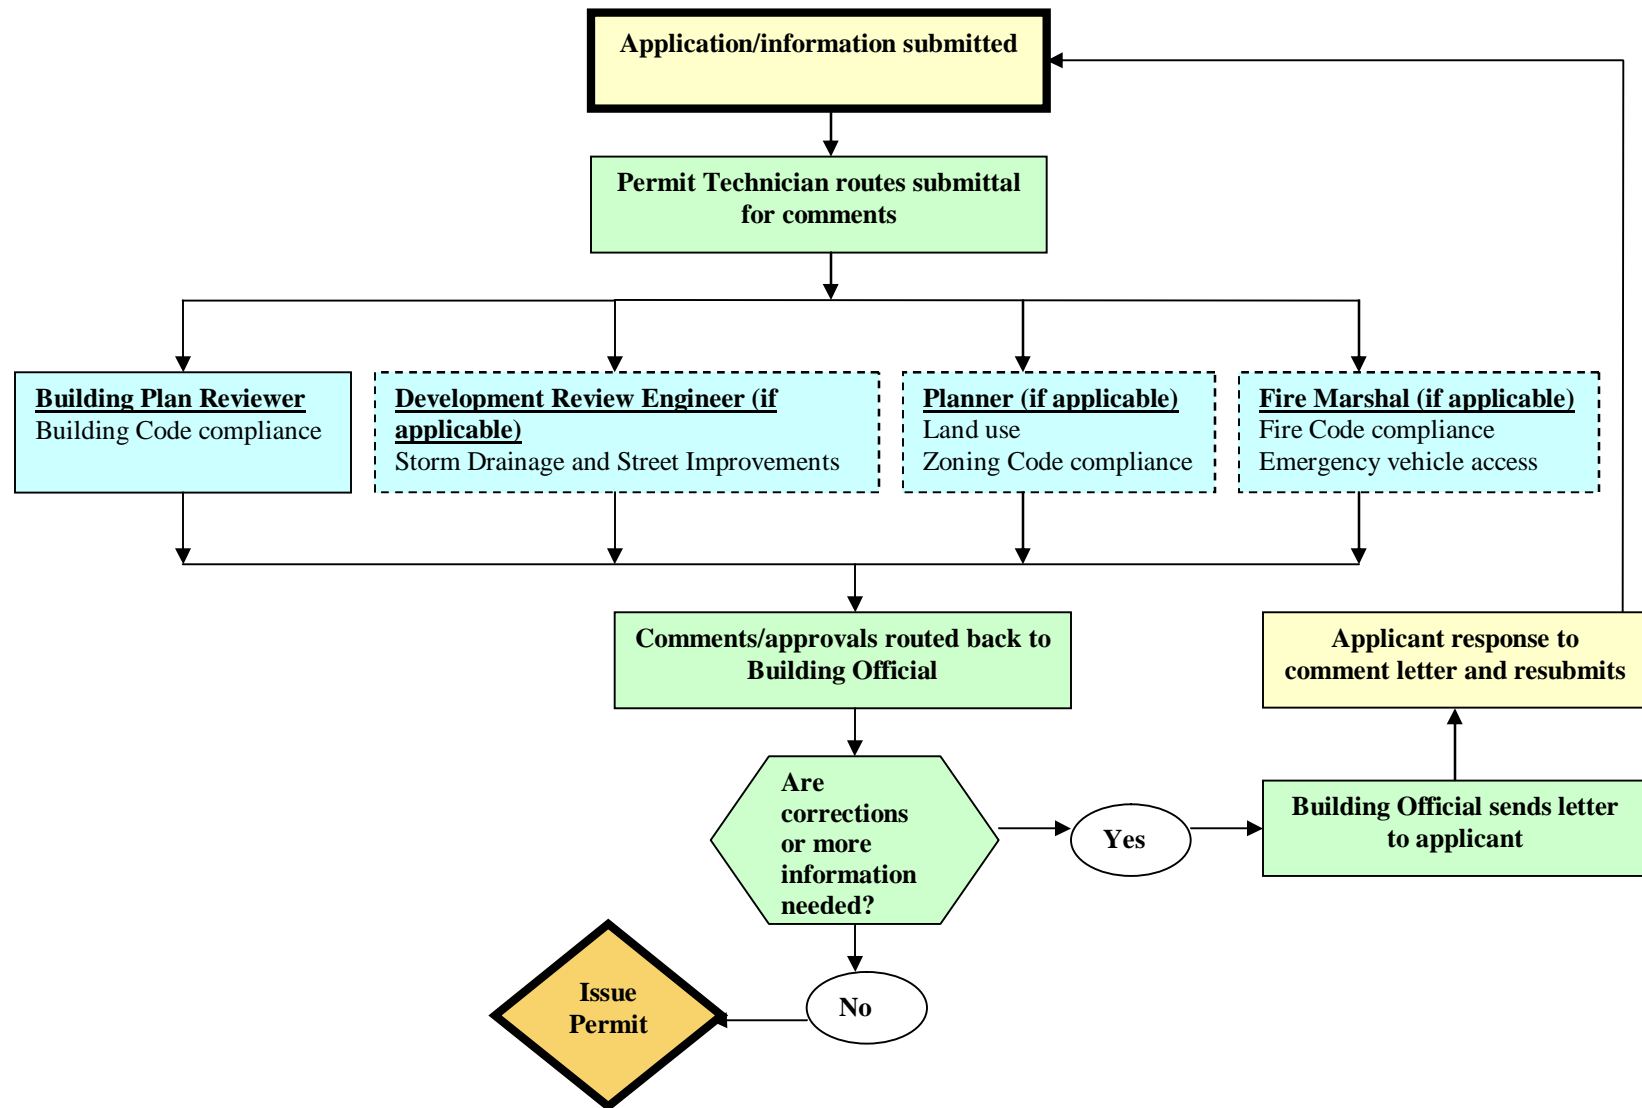 Application/information submitted
Permit Technician routes submittal
for comments
Building Plan Reviewer
Building Code compliance
Development Review Engineer (if
applicable)
Storm Drainage and Street Improvements
Planner (if applicable)
Land use
Zoning Code compliance
Fire Marshal (if applicable)
Fire Code compliance
Emergency vehicle access
Comments/approvals routed back to
Building Official
Applicant response to
comment letter and resubmits
Are
corrections
or more
information
needed?
Yes
Building Official sends letter
to applicant
No
Issue
Permit